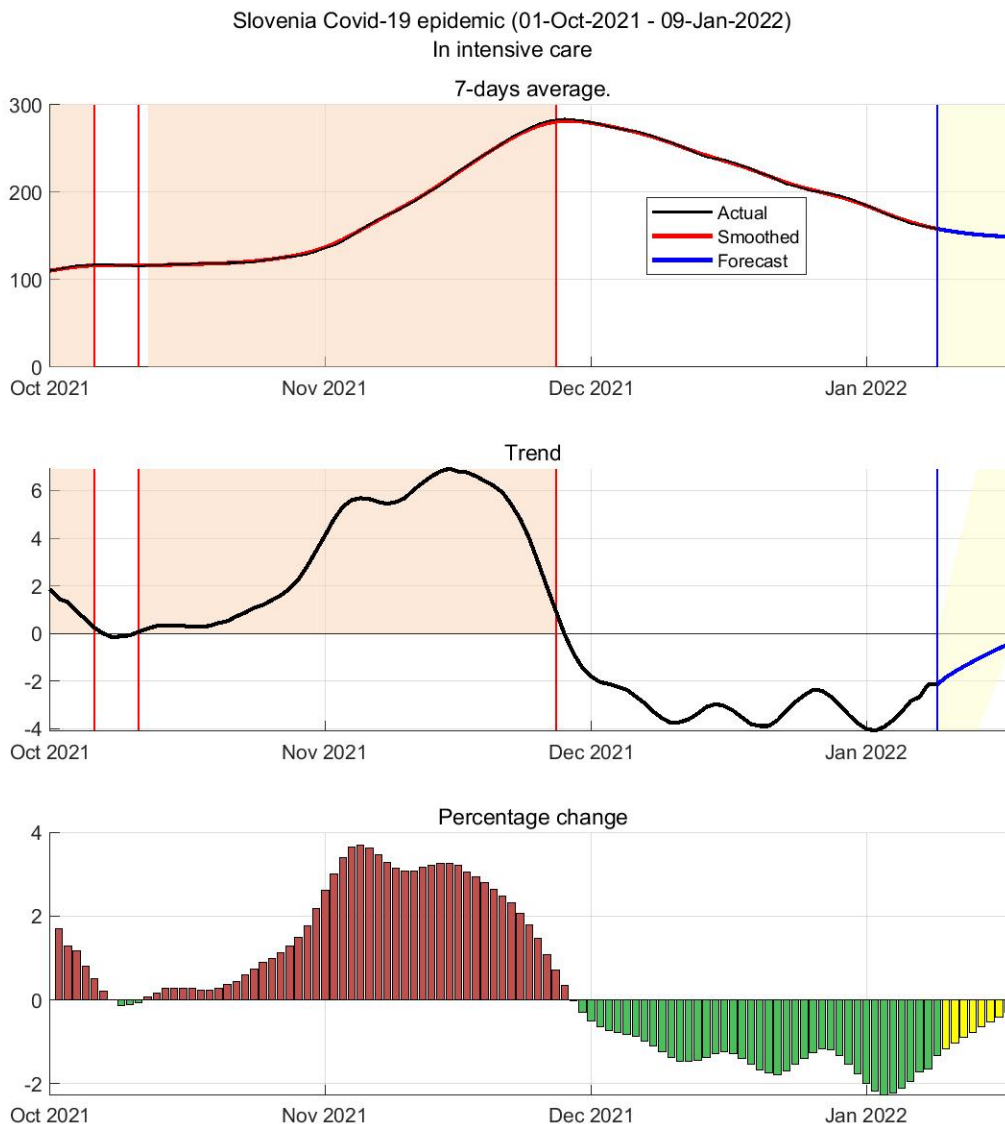 Slovenia Covid-19 epidemic (01-Oct-2021 - 09-Jan-2022)
In intensive care
7-days average.
300
200
100
0
Actual
Smoothed
Forecast
Oct 2021 Nov 2021 Dec 2021 Jan 2022
Trend
6
4
2
0
-2
-4
Oct 2021 Nov 2021 Dec 2021 Jan 2022
Percentage change
4
2
0
-2
Oct 2021 Nov 2021 Dec 2021 Jan 2022